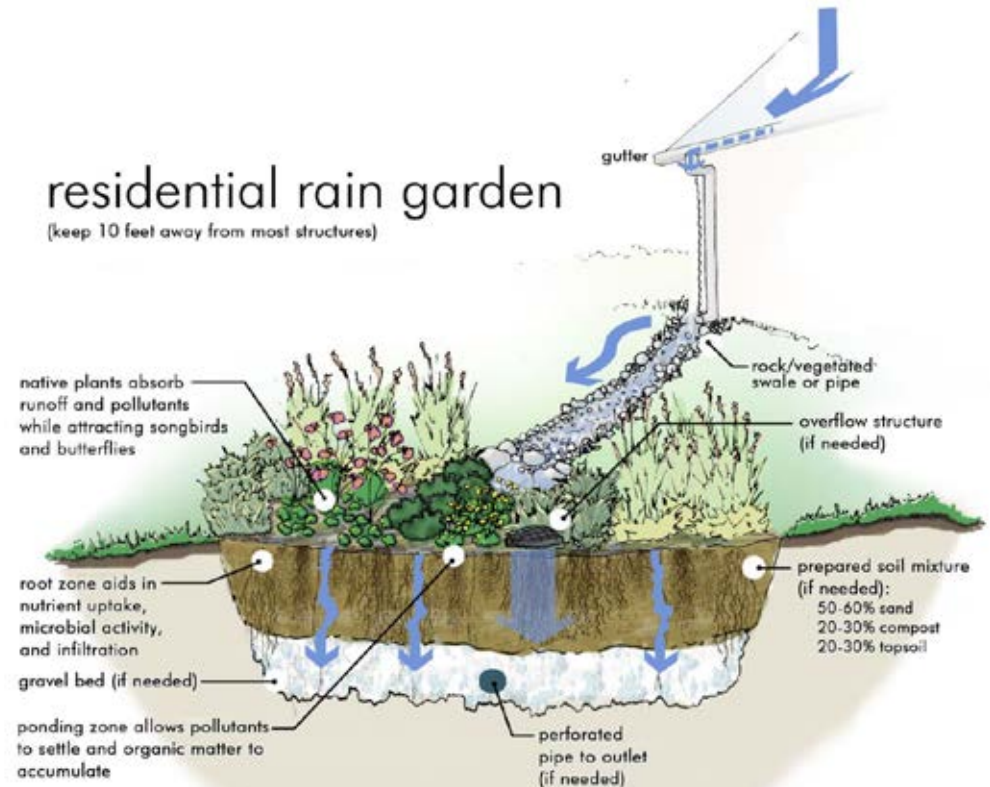 residential rain garden
(keep 10 feet away from most structures)
gutter
rock/vegetated
swale or pipe
overflow structure
(if needed)
native plants absorb
runoff and pollutants
while attracting songbirds
and butterflies
root zone aids in
nutrient uptake,
microbial activity,
and infiltration
prepared soil mixture
(if needed):
50-60% sand
20-30% compost
20-30% topsoil
gravel bed (if needed)
ponding zone allows pollutants
to settle and organic matter to
accumulate
perforated
pipe to outlet
(if needed)